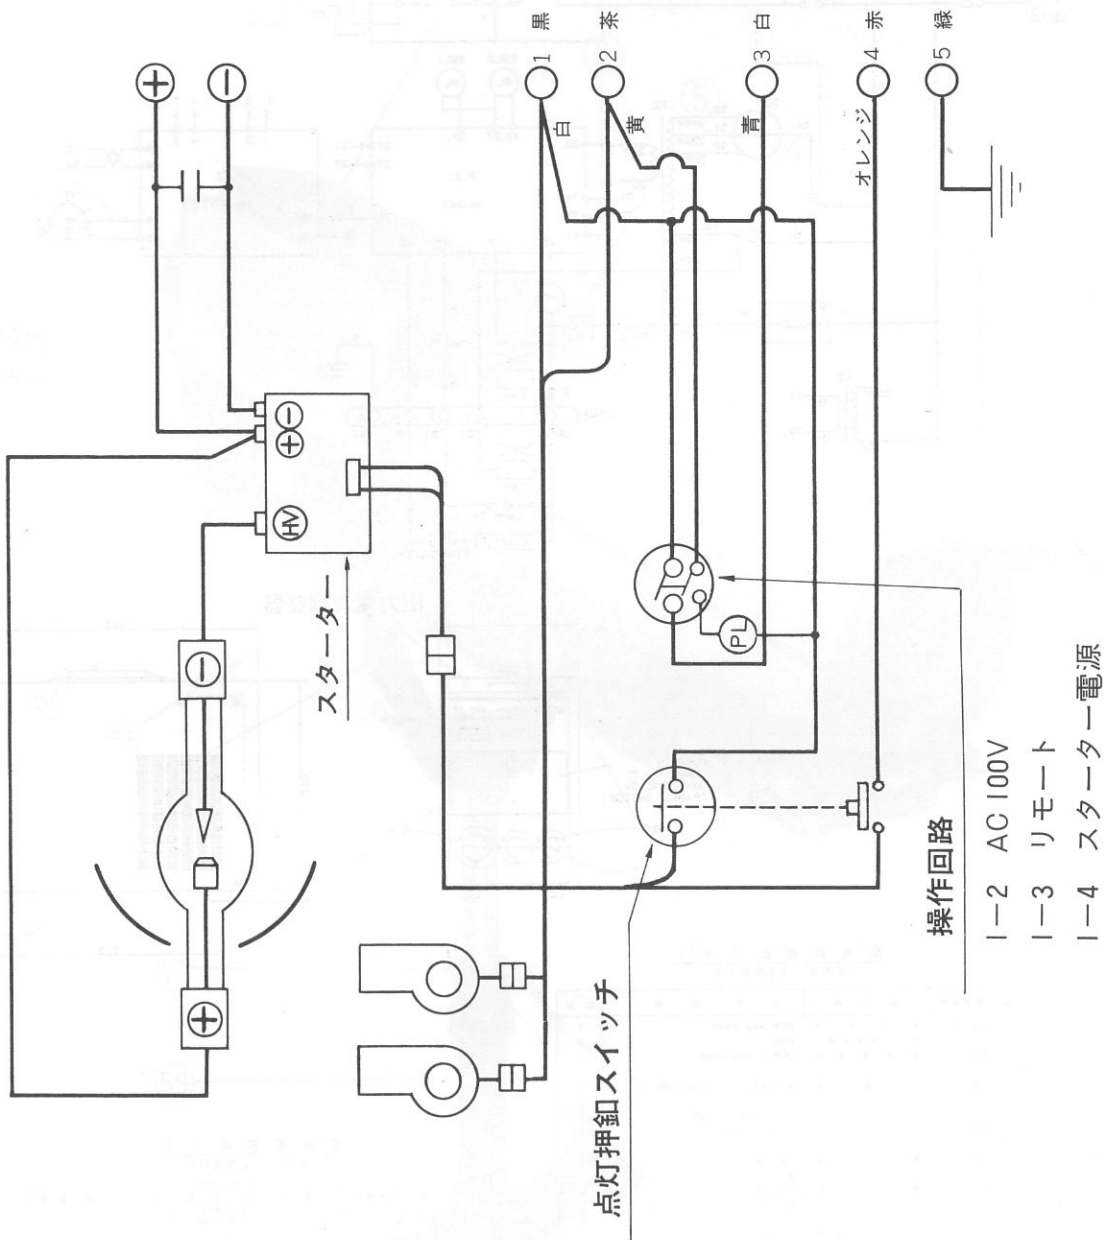 1 黒
2 茶
3 白
4 赤
5 緑
白
黄
青
オレンジ
+
−
−
+
HV
スターター
−
+
PL
点灯押釦スイッチ
操作回路
1－2 AC 100V
1－3 リモート
1－4 スターター電源